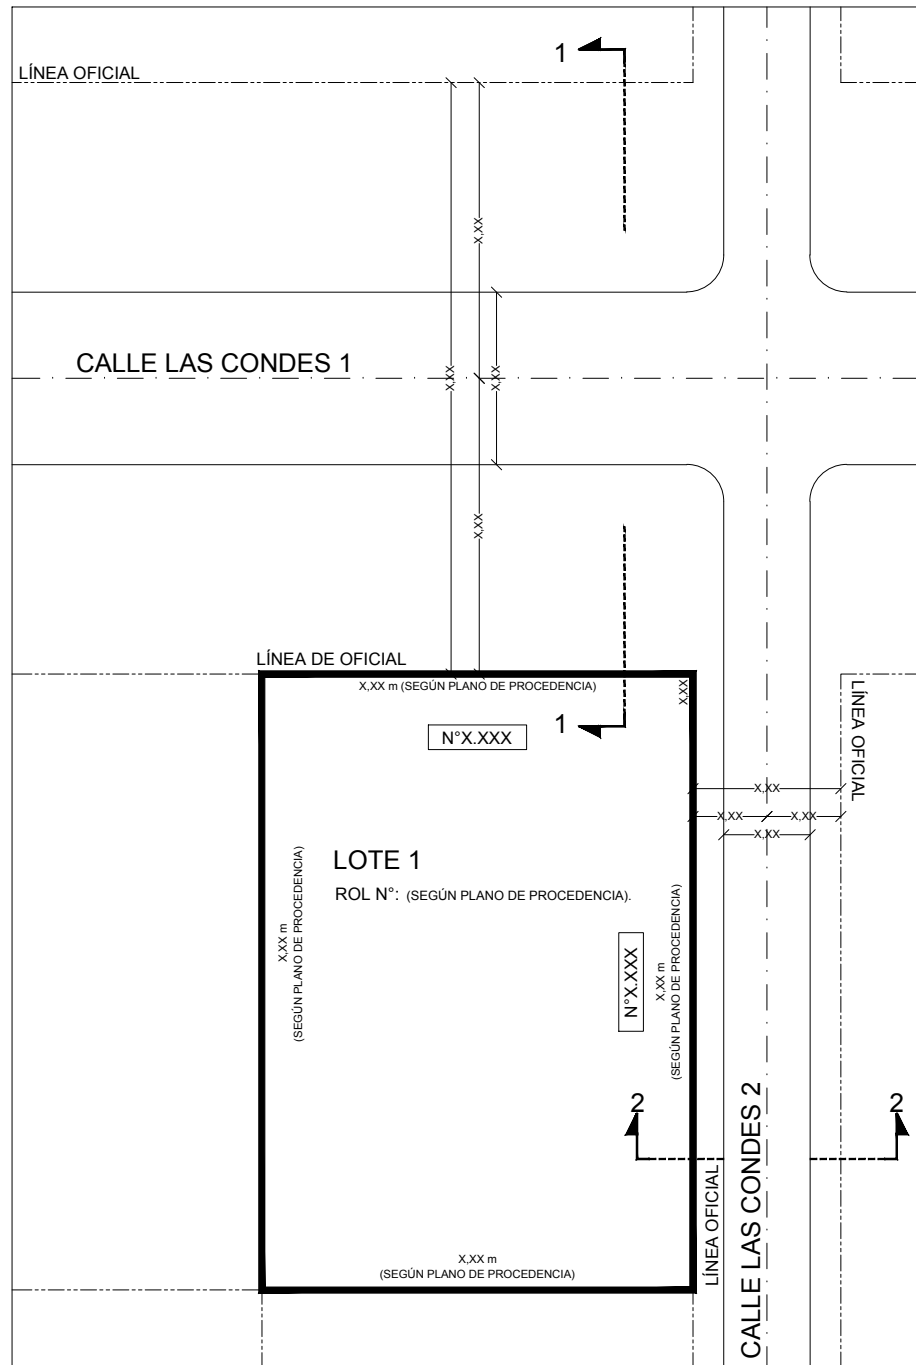 1
LÍNEA OFICIAL
X,XX
CALLE LAS CONDES 1
X,XX
X,XX
X,XX
LÍNEA DE OFICIAL
X,XX m (SEGÚN PLANO DE PROCEDENCIA)
X,XX
LÍNEA OFICIAL
1
N°X.XXX
X,XX
X,XX
X,XX
X,XX
LOTE 1
ROL N°: (SEGÚN PLANO DE PROCEDENCIA).
X,XX m
(SEGÚN PLANO DE PROCEDENCIA)
N°X.XXX
X,XX m
(SEGÚN PLANO DE PROCEDENCIA)
2
2
CALLE LAS CONDES 2
LÍNEA OFICIAL
X,XX m
(SEGÚN PLANO DE PROCEDENCIA)